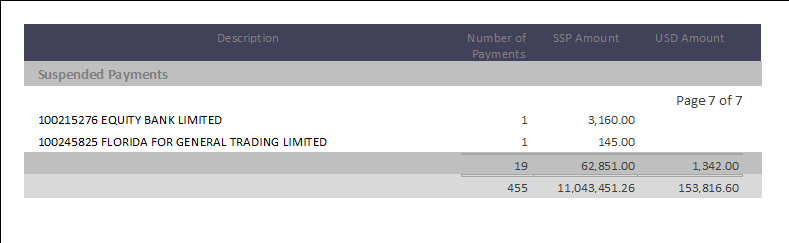 Description Number of Payments SSP Amount USD Amount
Suspended Payments
Page 7 of 7
100215276 EQUITY BANK LIMITED 1 3,160.00
100245825 FLORIDA FOR GENERAL TRADING LIMITED 1 145.00
19 62,851.00 1,342.00
455 11,043,451.26 153,816.60